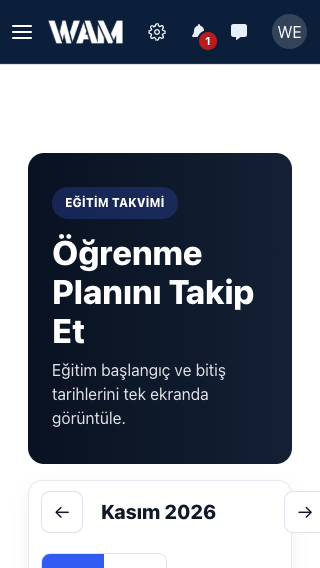 WAM
1
WE
EĞİTİM TAKVİMİ
Öğrenme
Planını Takip
Et
Eğitim başlangıç ve bitiş
tarihlerini tek ekranda
görüntüle.
← Kasım 2026 →